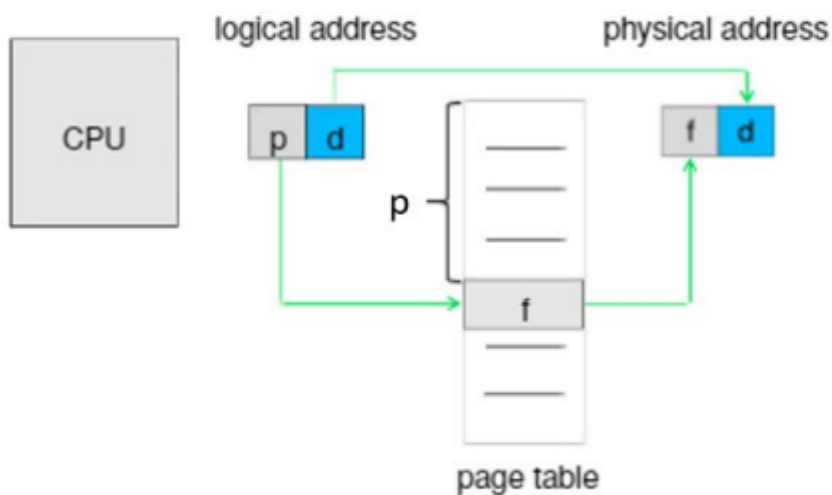 logical address
physical address
CPU
p d
f d
p
f
page table